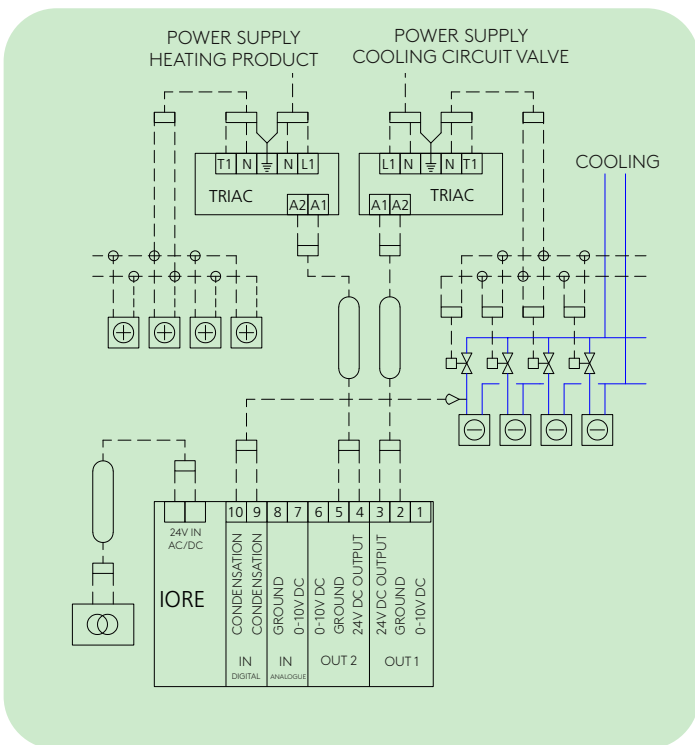 POWER SUPPLY
HEATING PRODUCT
POWER SUPPLY
COOLING CIRCUIT VALVE
T1 N N L1
TRIAC
A2 A1
L1 N N T1
TRIAC
A1 A2
COOLING
24V IN
AC/DC
IORE
10 9 8 7 6 5 4 3 2 1
CONDENSATION
CONDENSATION
GROUND
0-10V DC
0-10V DC
GROUND
24V DC OUTPUT
24V DC OUTPUT
GROUND
0-10V DC
IN
DIGITAL
IN
ANALOGUE
OUT 2
OUT 1